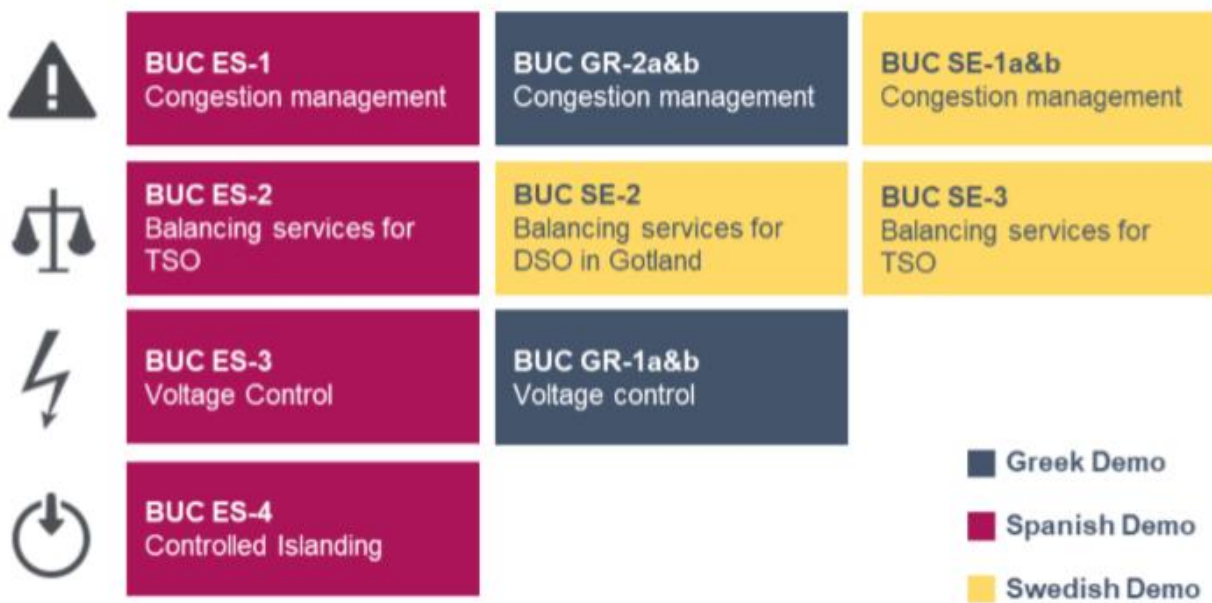 BUC ES-1
Congestion management
BUC GR-2a&b
Congestion management
BUC SE-1a&b
Congestion management
BUC ES-2
Balancing services for
TSO
BUC SE-2
Balancing services for
DSO in Gotland
BUC SE-3
Balancing services for
TSO
BUC ES-3
Voltage Control
BUC GR-1a&b
Voltage control
BUC ES-4
Controlled Islanding
Greek Demo
Spanish Demo
Swedish Demo